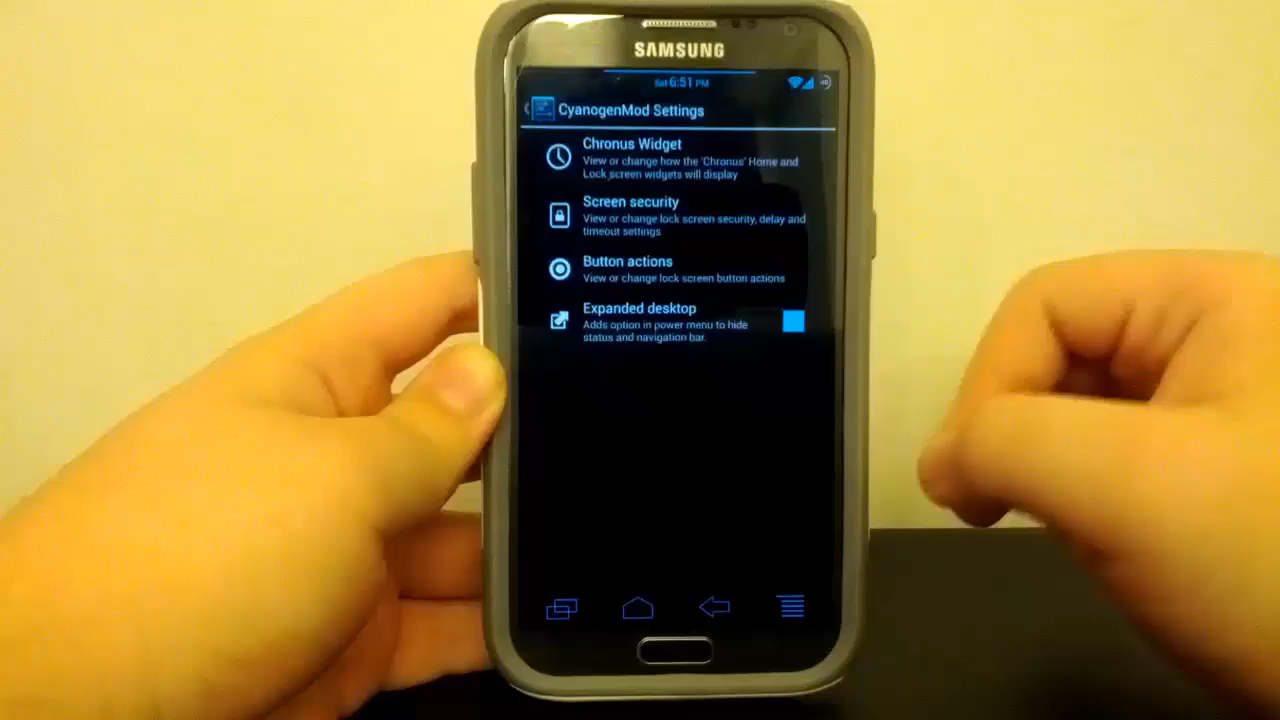 SAMSUNG
Sat 6:51 PM
CyanogenMod Settings
Chronus Widget
View or change how the 'Chronus' Home and
Lock screen widgets will display
Screen security
View or change lock screen security, delay and
timeout settings
Button actions
View or change lock screen button actions
Expanded desktop
Adds option in power menu to hide
status and navigation bar.